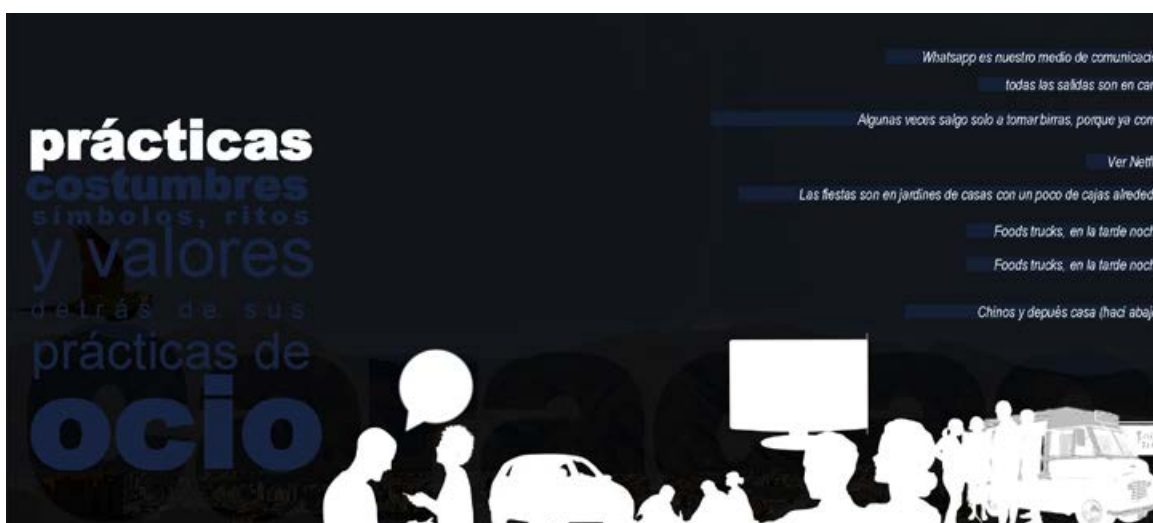 prácticas
costumbres
símbolos, ritos
y valores
detrás de sus
prácticas de
ocio
Whatsapp es nuestro medio de comunicaci
todas las salidas son en car
Algunas veces salgo solo a tomar birras, porque ya con
Ver Netfl
Las fiestas son en jardines de casas con un poco de cajas alreded
Foods trucks, en la tarde noch
Foods trucks, en la tarde noch
Chinos y depués casa (haci abaj